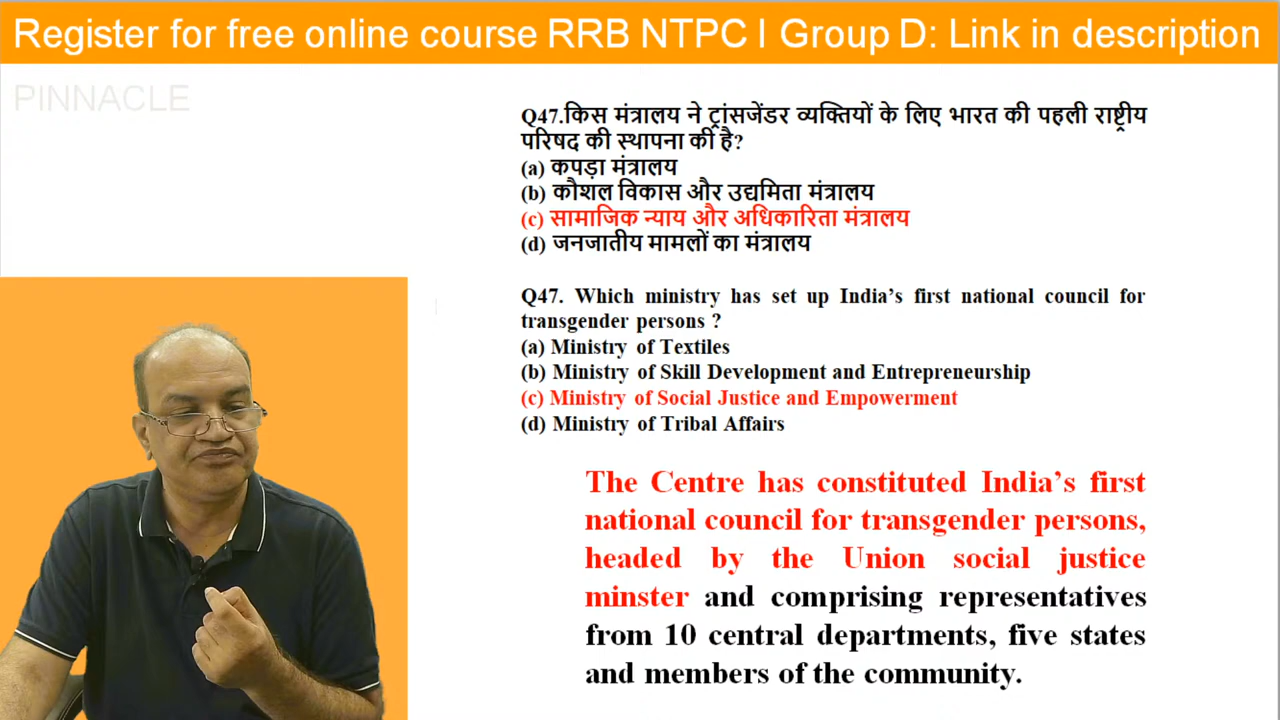 Register for free online course RRB NTPC I Group D: Link in description
PINNACLE
Q47.किस मंत्रालय ने ट्रांसजेंडर व्यक्तियों के लिए भारत की पहली राष्ट्रीय
परिषद की स्थापना की है?
(a) कपड़ा मंत्रालय
(b) कौशल विकास और उद्यमिता मंत्रालय
(c) सामाजिक न्याय और अधिकारिता मंत्रालय
(d) जनजातीय मामलों का मंत्रालय
Q47. Which ministry has set up India’s first national council for
transgender persons ?
(a) Ministry of Textiles
(b) Ministry of Skill Development and Entrepreneurship
(c) Ministry of Social Justice and Empowerment
(d) Ministry of Tribal Affairs
The Centre has constituted India’s first
national council for transgender persons,
headed by the Union social justice
minster and comprising representatives
from 10 central departments, five states
and members of the community.